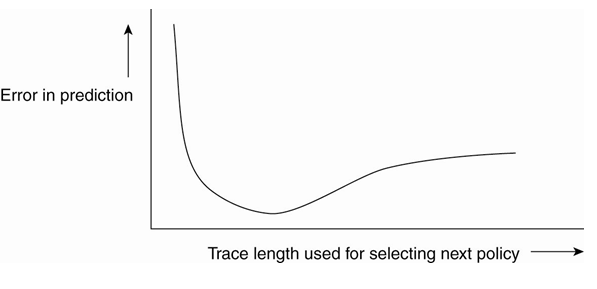 Error in prediction
Trace length used for selecting next policy